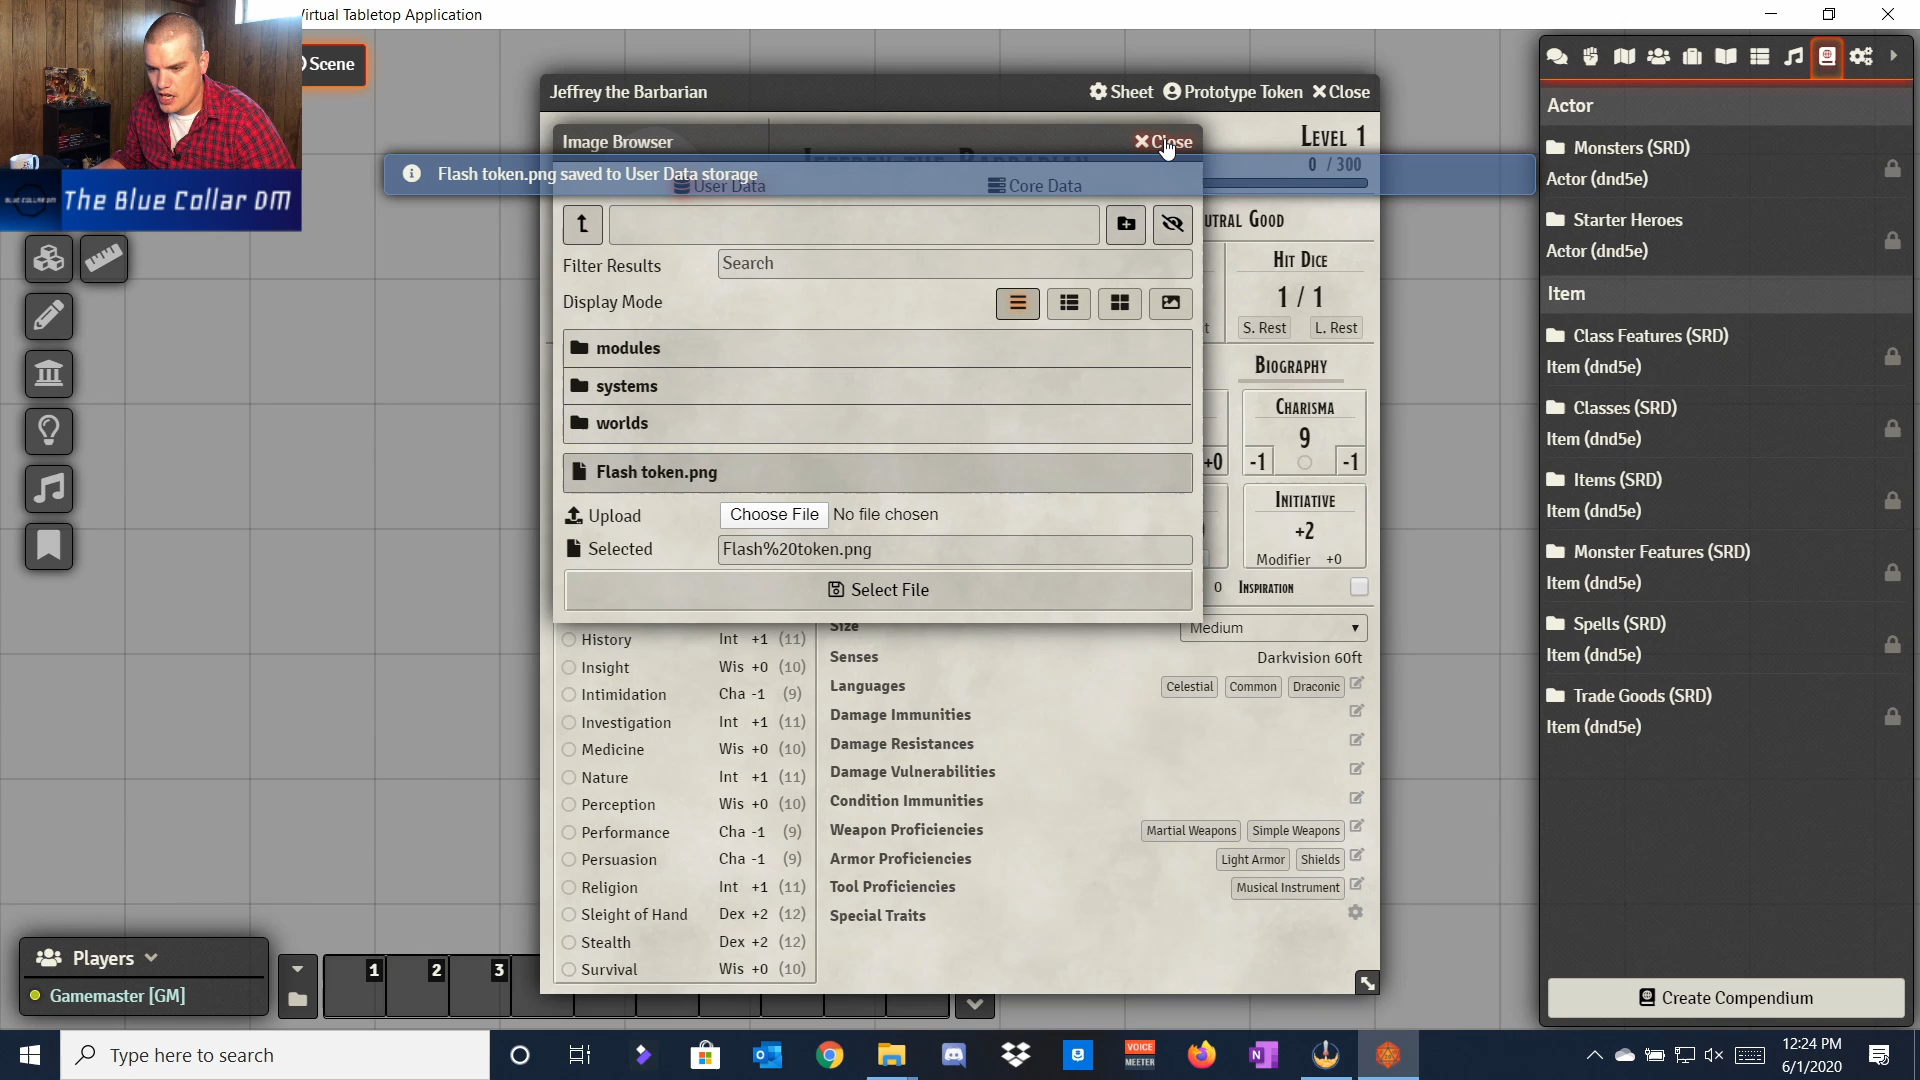 Virtual Tabletop Application
Scene
The Blue Collar DM
Jeffrey the Barbarian
Sheet
Prototype Token
Close
Image Browser
Close
Level 1
0 / 300
Flash token.png saved to User Data storage
User Data
Core Data
Filter Results
Search
Display Mode
modules
systems
worlds
Flash token.png
Upload
Choose File
No file chosen
Selected
Flash%20token.png
Select File
utral Good
Hit Dice
1 / 1
S. Rest
L. Rest
Biography
Charisma
9
+0
-1
-1
Initiative
+2
Modifier +0
0
Inspiration
History Int +1 (11)
Insight Wis +0 (10)
Intimidation Cha -1 (9)
Investigation Int +1 (11)
Medicine Wis +0 (10)
Nature Int +1 (11)
Perception Wis +0 (10)
Performance Cha -1 (9)
Persuasion Cha -1 (9)
Religion Int +1 (11)
Sleight of Hand Dex +2 (12)
Stealth Dex +2 (12)
Survival Wis +0 (10)
Size Medium
Senses Darkvision 60ft
Languages Celestial Common Draconic
Damage Immunities
Damage Resistances
Damage Vulnerabilities
Condition Immunities
Weapon Proficiencies Martial Weapons Simple Weapons
Armor Proficiencies Light Armor Shields
Tool Proficiencies Musical Instrument
Special Traits
Actor
Monsters (SRD)
Actor (dnd5e)
Starter Heroes
Actor (dnd5e)
Item
Class Features (SRD)
Item (dnd5e)
Classes (SRD)
Item (dnd5e)
Items (SRD)
Item (dnd5e)
Monster Features (SRD)
Item (dnd5e)
Spells (SRD)
Item (dnd5e)
Trade Goods (SRD)
Item (dnd5e)
Create Compendium
Players
Gamemaster [GM]
1
2
3
Type here to search
VOICE
MEETER
12:24 PM
6/1/2020